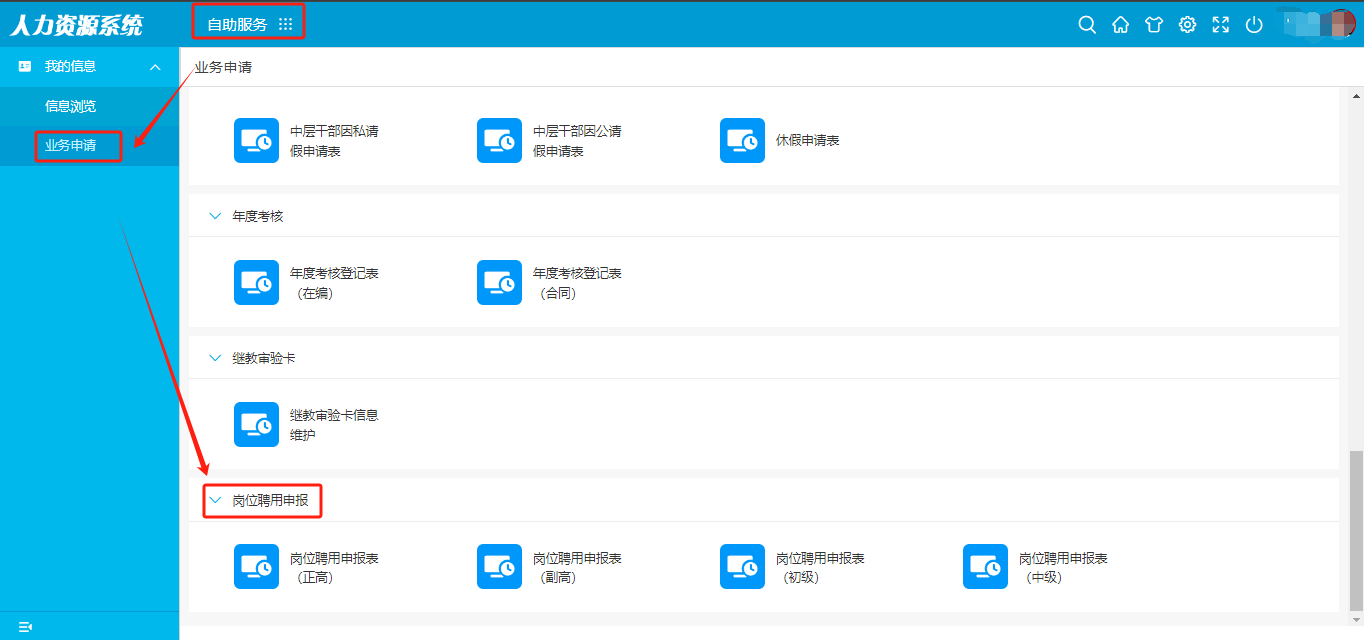 人力资源系统
自助服务
我的信息
信息浏览
业务申请
业务申请
中层干部因私请
假申请表
中层干部因公请
假申请表
休假申请表
年度考核
年度考核登记表
（在编）
年度考核登记表
（合同）
继教审验卡
继教审验卡信息
维护
岗位聘用申报
岗位聘用申报表
（正高）
岗位聘用申报表
（副高）
岗位聘用申报表
（初级）
岗位聘用申报表
（中级）